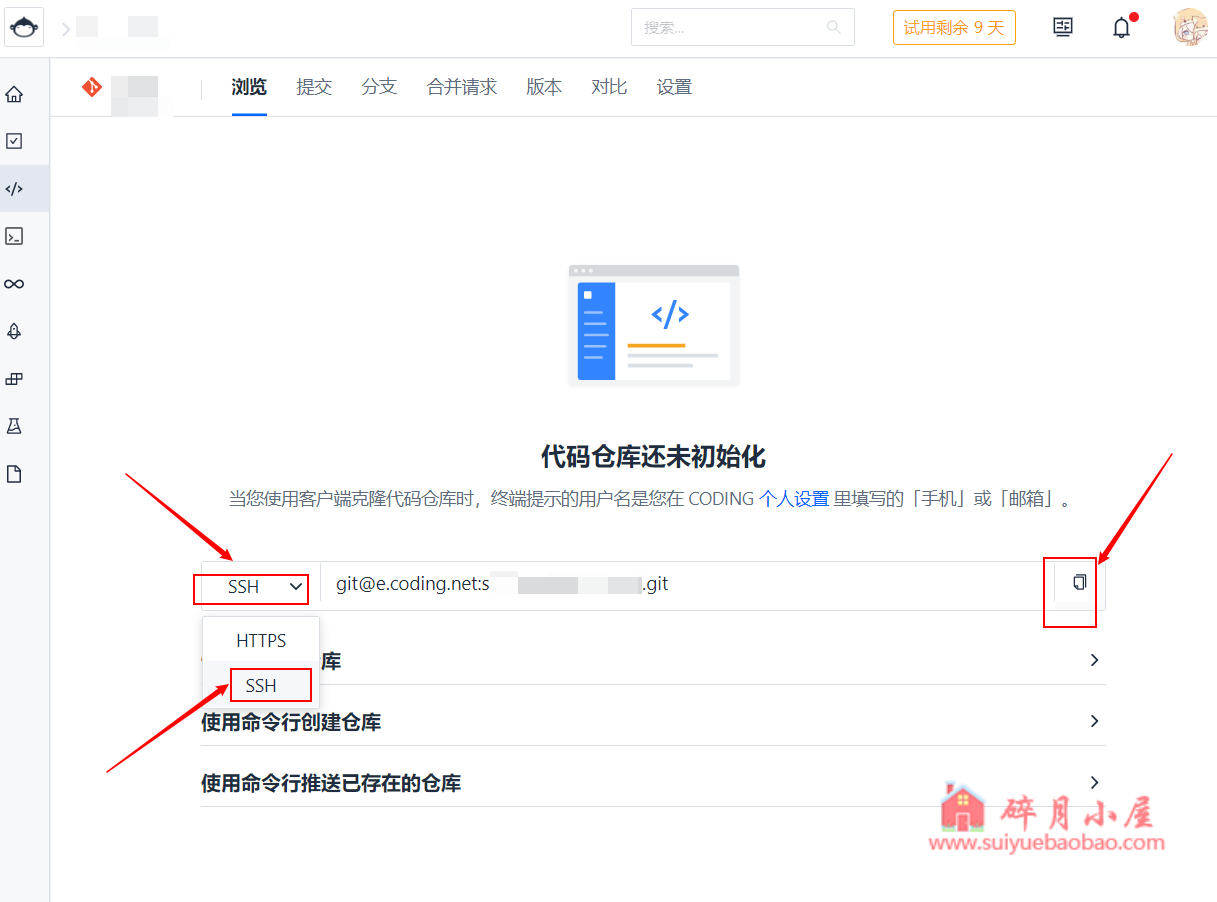 搜索...
试用剩余 9 天
浏览 提交 分支 合并请求 版本 对比 设置
</>
代码仓库还未初始化
当您使用客户端克隆代码仓库时，终端提示的用户名是您在 CODING 个人设置 里填写的「手机」或「邮箱」。
SSH
git@e.coding.net:s
.git
HTTPS
库
SSH
使用命令行创建仓库
使用命令行推送已存在的仓库
碎月小屋
www.suiyuebaobao.com